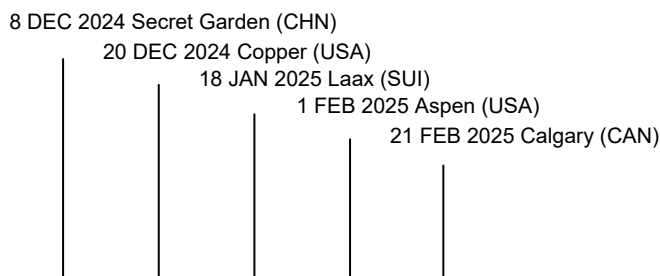 8 DEC 2024 Secret Garden (CHN)
20 DEC 2024 Copper (USA)
18 JAN 2025 Laax (SUI)
1 FEB 2025 Aspen (USA)
21 FEB 2025 Calgary (CAN)